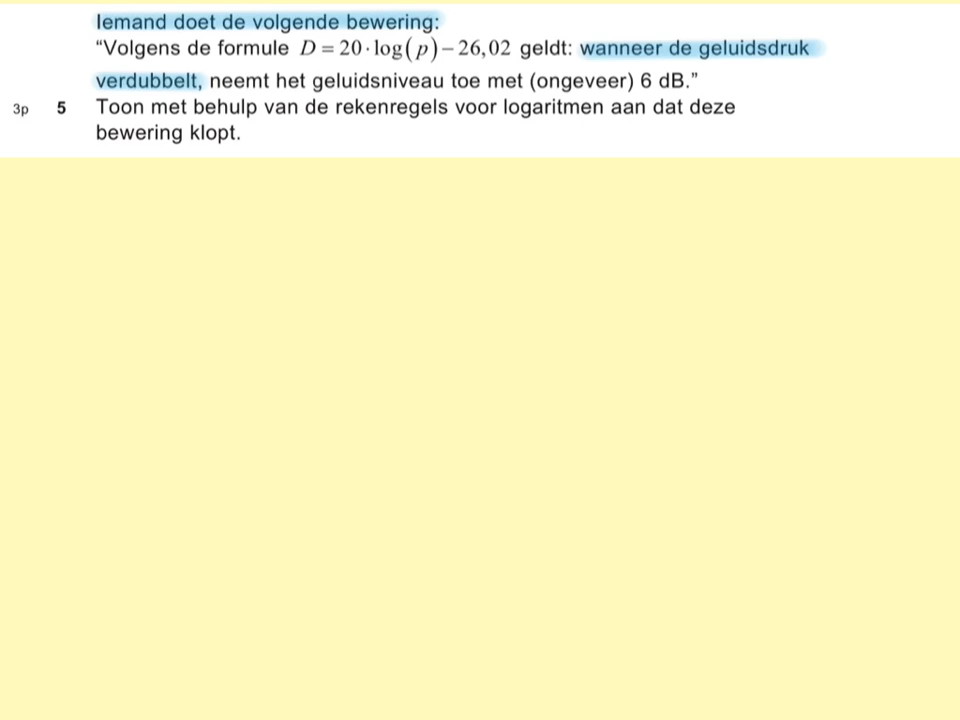 Iemand doet de volgende bewering:
“Volgens de formule D = 20 · log(p) − 26,02 geldt: wanneer de geluidsdruk
verdubbelt, neemt het geluidsniveau toe met (ongeveer) 6 dB.”
3p 5 Toon met behulp van de rekenregels voor logaritmen aan dat deze
bewering klopt.